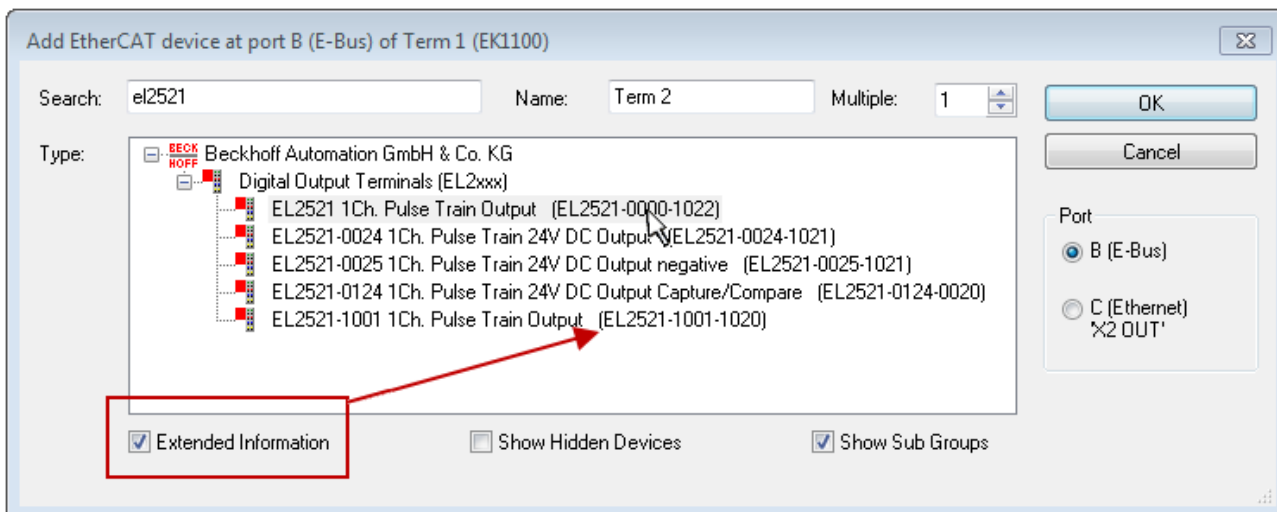 Add EtherCAT device at port B (E-Bus) of Term 1 (EK1100)
Search: el2521 Name: Term 2 Multiple: 1 OK
Type: BECK HOFF Beckhoff Automation GmbH & Co. KG Cancel
Digital Output Terminals (EL2xxx)
EL2521 1Ch. Pulse Train Output (EL2521-0000-1022)
Port
EL2521-0024 1Ch. Pulse Train 24V DC Output (EL2521-0024-1021)
B (E-Bus)
EL2521-0025 1Ch. Pulse Train 24V DC Output negative (EL2521-0025-1021)
EL2521-0124 1Ch. Pulse Train 24V DC Output Capture/Compare (EL2521-0124-0020)
C (Ethernet)
'X2 OUT'
EL2521-1001 1Ch. Pulse Train Output (EL2521-1001-1020)
Extended Information Show Hidden Devices Show Sub Groups